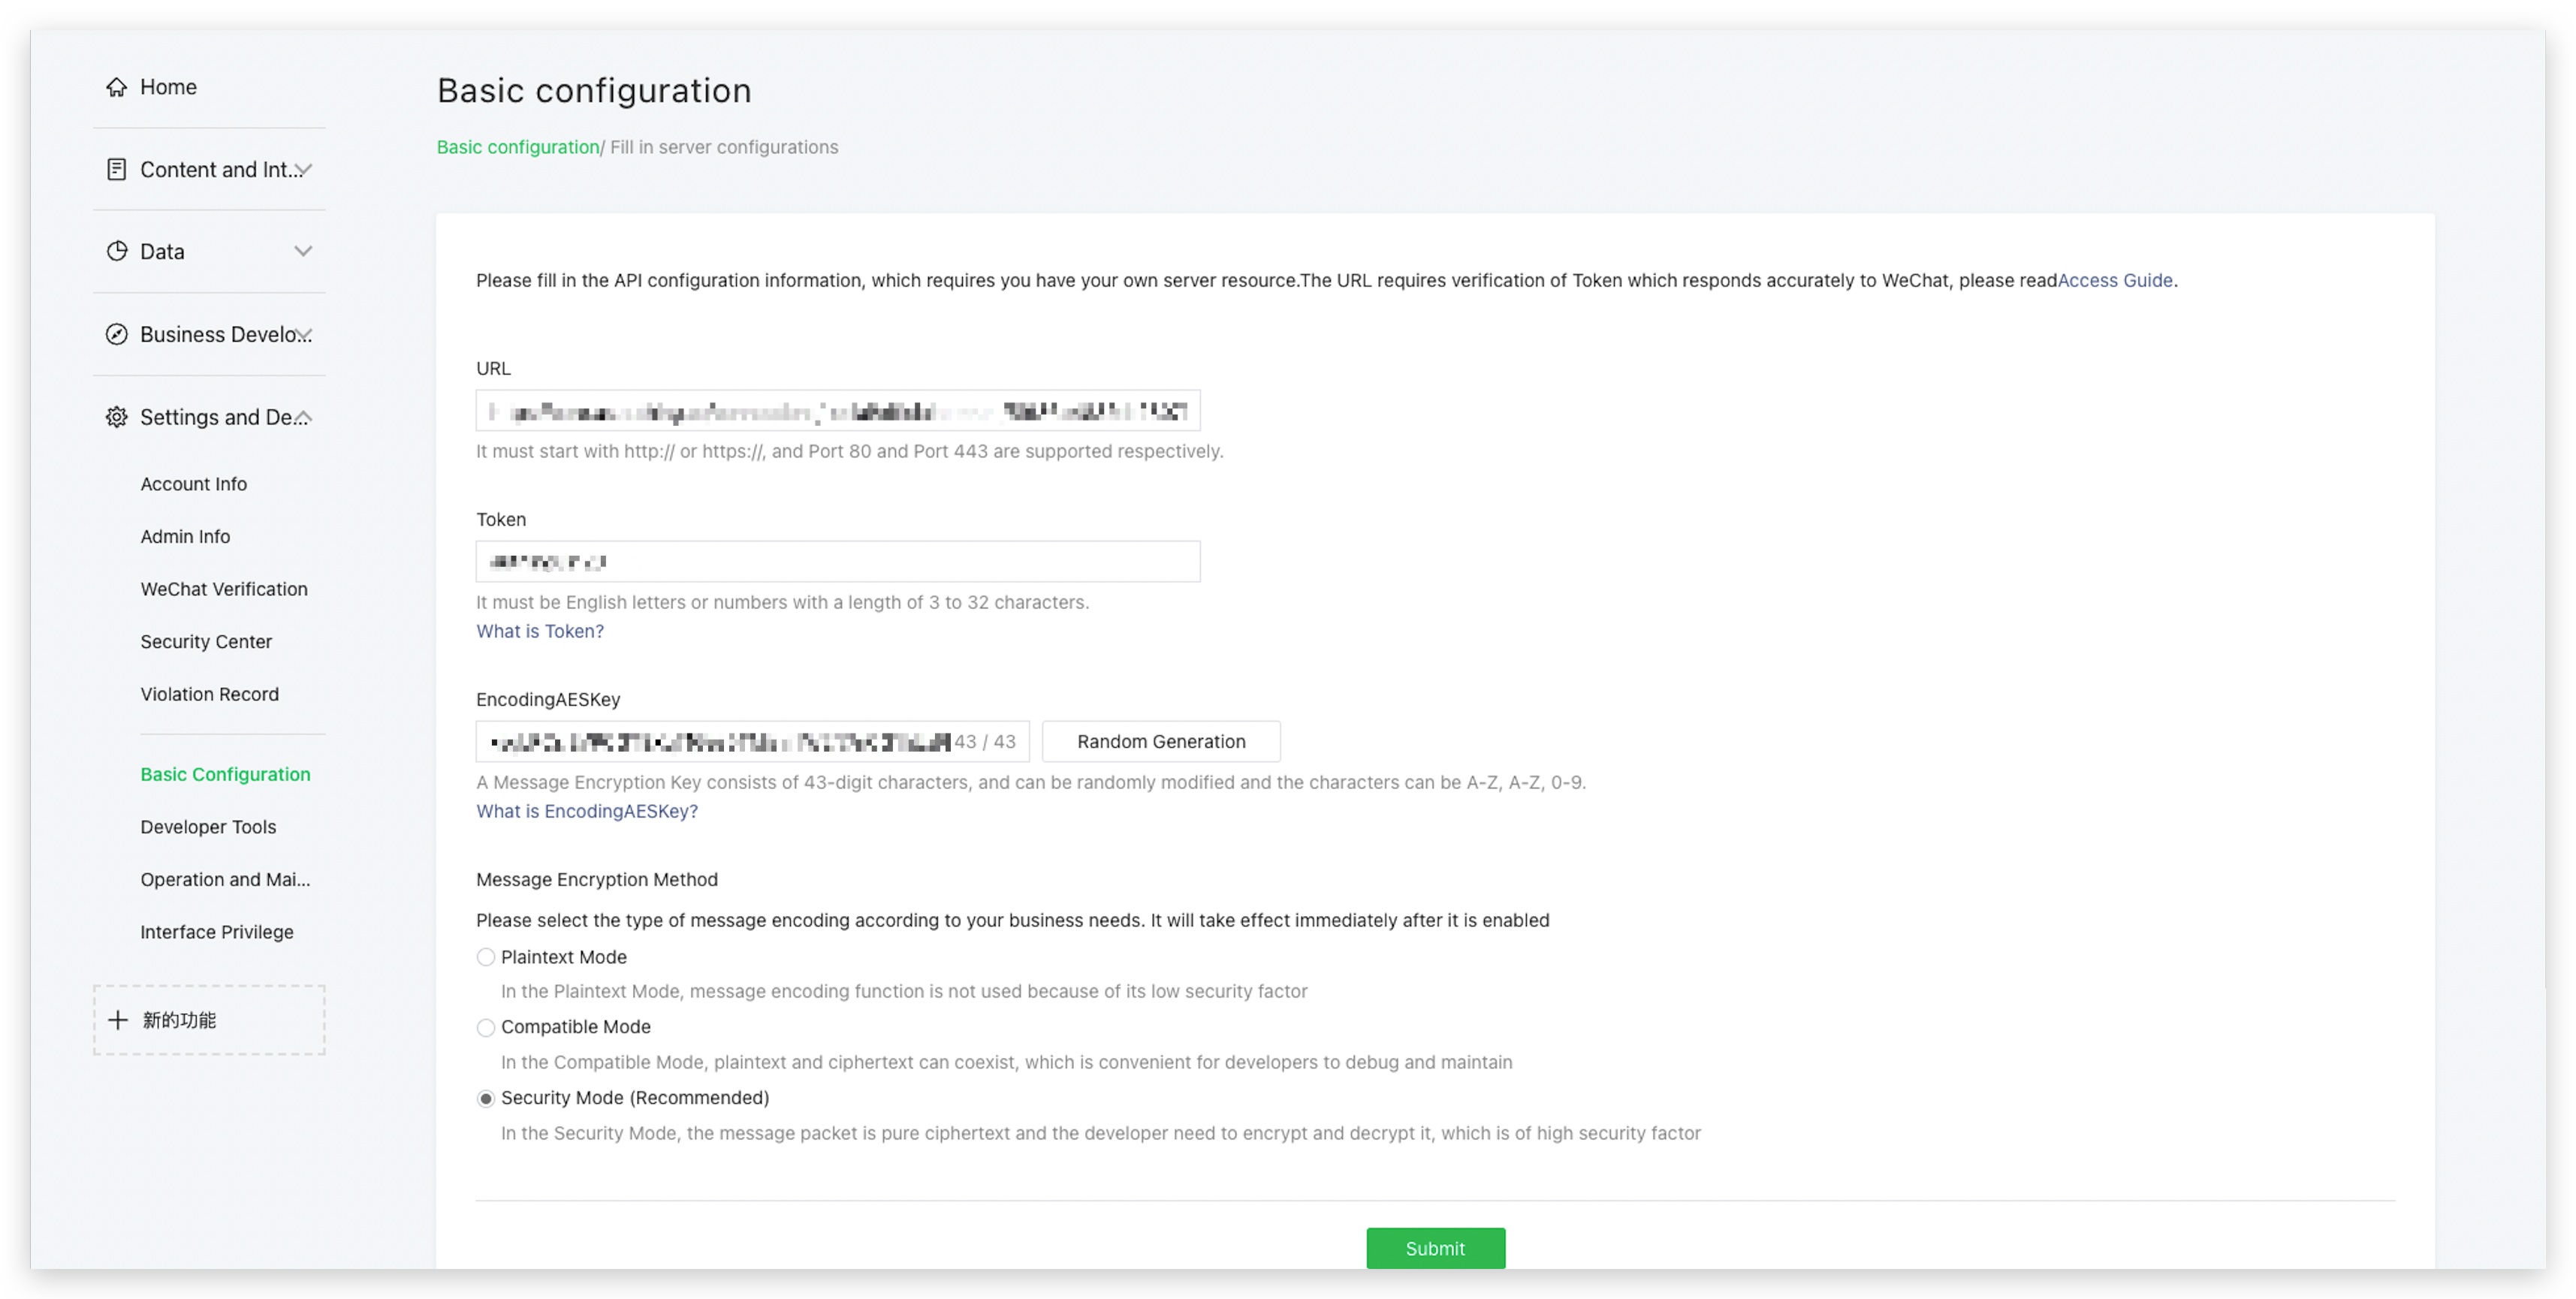 Home
Content and Int...
Data
Business Develo...
Settings and De...
Account Info
Admin Info
WeChat Verification
Security Center
Violation Record
Basic Configuration
Developer Tools
Operation and Mai...
Interface Privilege
新的功能
Basic configuration
Basic configuration/ Fill in server configurations
Please fill in the API configuration information, which requires you have your own server resource.The URL requires verification of Token which responds accurately to WeChat, please readAccess Guide.
URL
It must start with http:// or https://, and Port 80 and Port 443 are supported respectively.
Token
It must be English letters or numbers with a length of 3 to 32 characters.
What is Token?
EncodingAESKey
43 / 43
Random Generation
A Message Encryption Key consists of 43-digit characters, and can be randomly modified and the characters can be A-Z, A-Z, 0-9.
What is EncodingAESKey?
Message Encryption Method
Please select the type of message encoding according to your business needs. It will take effect immediately after it is enabled
Plaintext Mode
In the Plaintext Mode, message encoding function is not used because of its low security factor
Compatible Mode
In the Compatible Mode, plaintext and ciphertext can coexist, which is convenient for developers to debug and maintain
Security Mode (Recommended)
In the Security Mode, the message packet is pure ciphertext and the developer need to encrypt and decrypt it, which is of high security factor
Submit